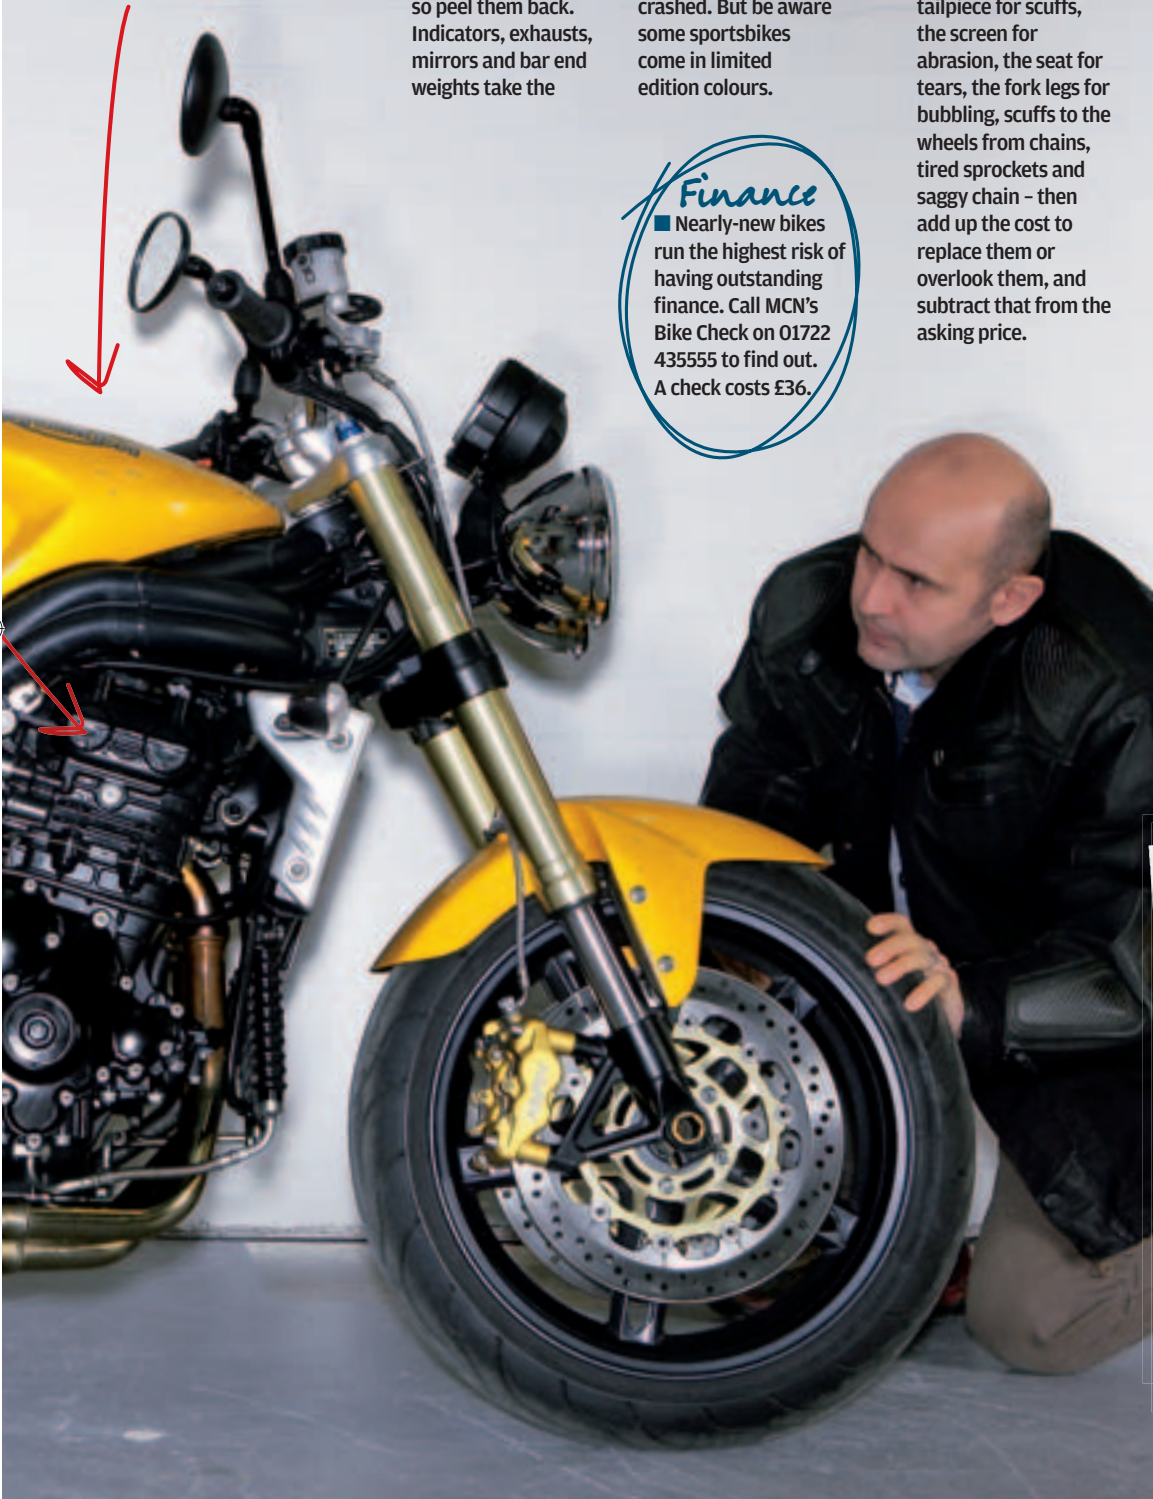 so peel them back.
Indicators, exhausts,
mirrors and bar end
weights take the
crashed. But be aware
some sportsbikes
come in limited
edition colours.
Finance
■ Nearly-new bikes
run the highest risk of
having outstanding
finance. Call MCN's
Bike Check on 01722
435555 to find out.
A check costs £36.
tailpiece for scuffs,
the screen for
abrasion, the seat for
tears, the fork legs for
bubbling, scuffs to the
wheels from chains,
tired sprockets and
saggy chain – then
add up the cost to
replace them or
overlook them, and
subtract that from the
asking price.